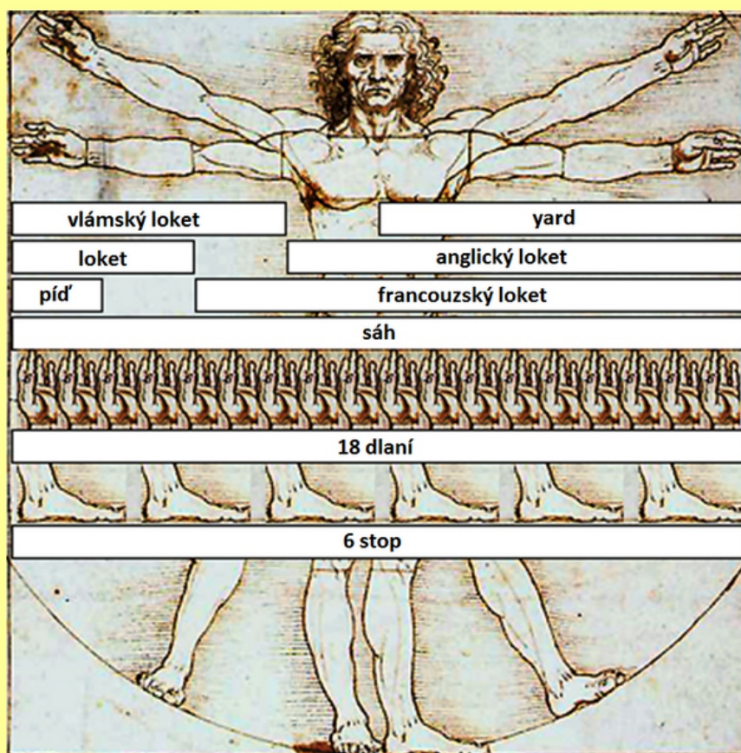 vlámský loket yard
loket anglický loket
píď francouzský loket
sáh
18 dlaní
6 stop